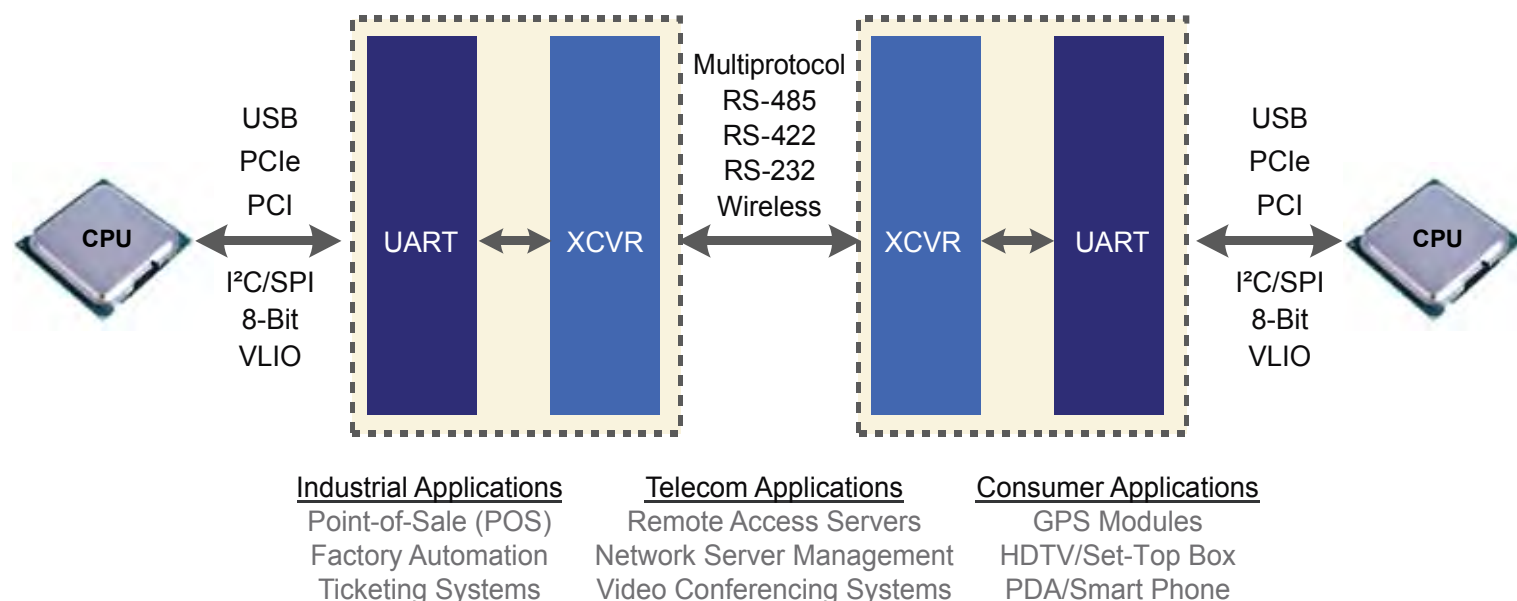 USB
PCIe
PCI
CPU
I²C/SPI
8-Bit
VLIO
UART
XCVR
Multiprotocol
RS-485
RS-422
RS-232
Wireless
XCVR
UART
USB
PCIe
PCI
CPU
I²C/SPI
8-Bit
VLIO
Industrial Applications
Point-of-Sale (POS)
Factory Automation
Ticketing Systems
Telecom Applications
Remote Access Servers
Network Server Management
Video Conferencing Systems
Consumer Applications
GPS Modules
HDTV/Set-Top Box
PDA/Smart Phone